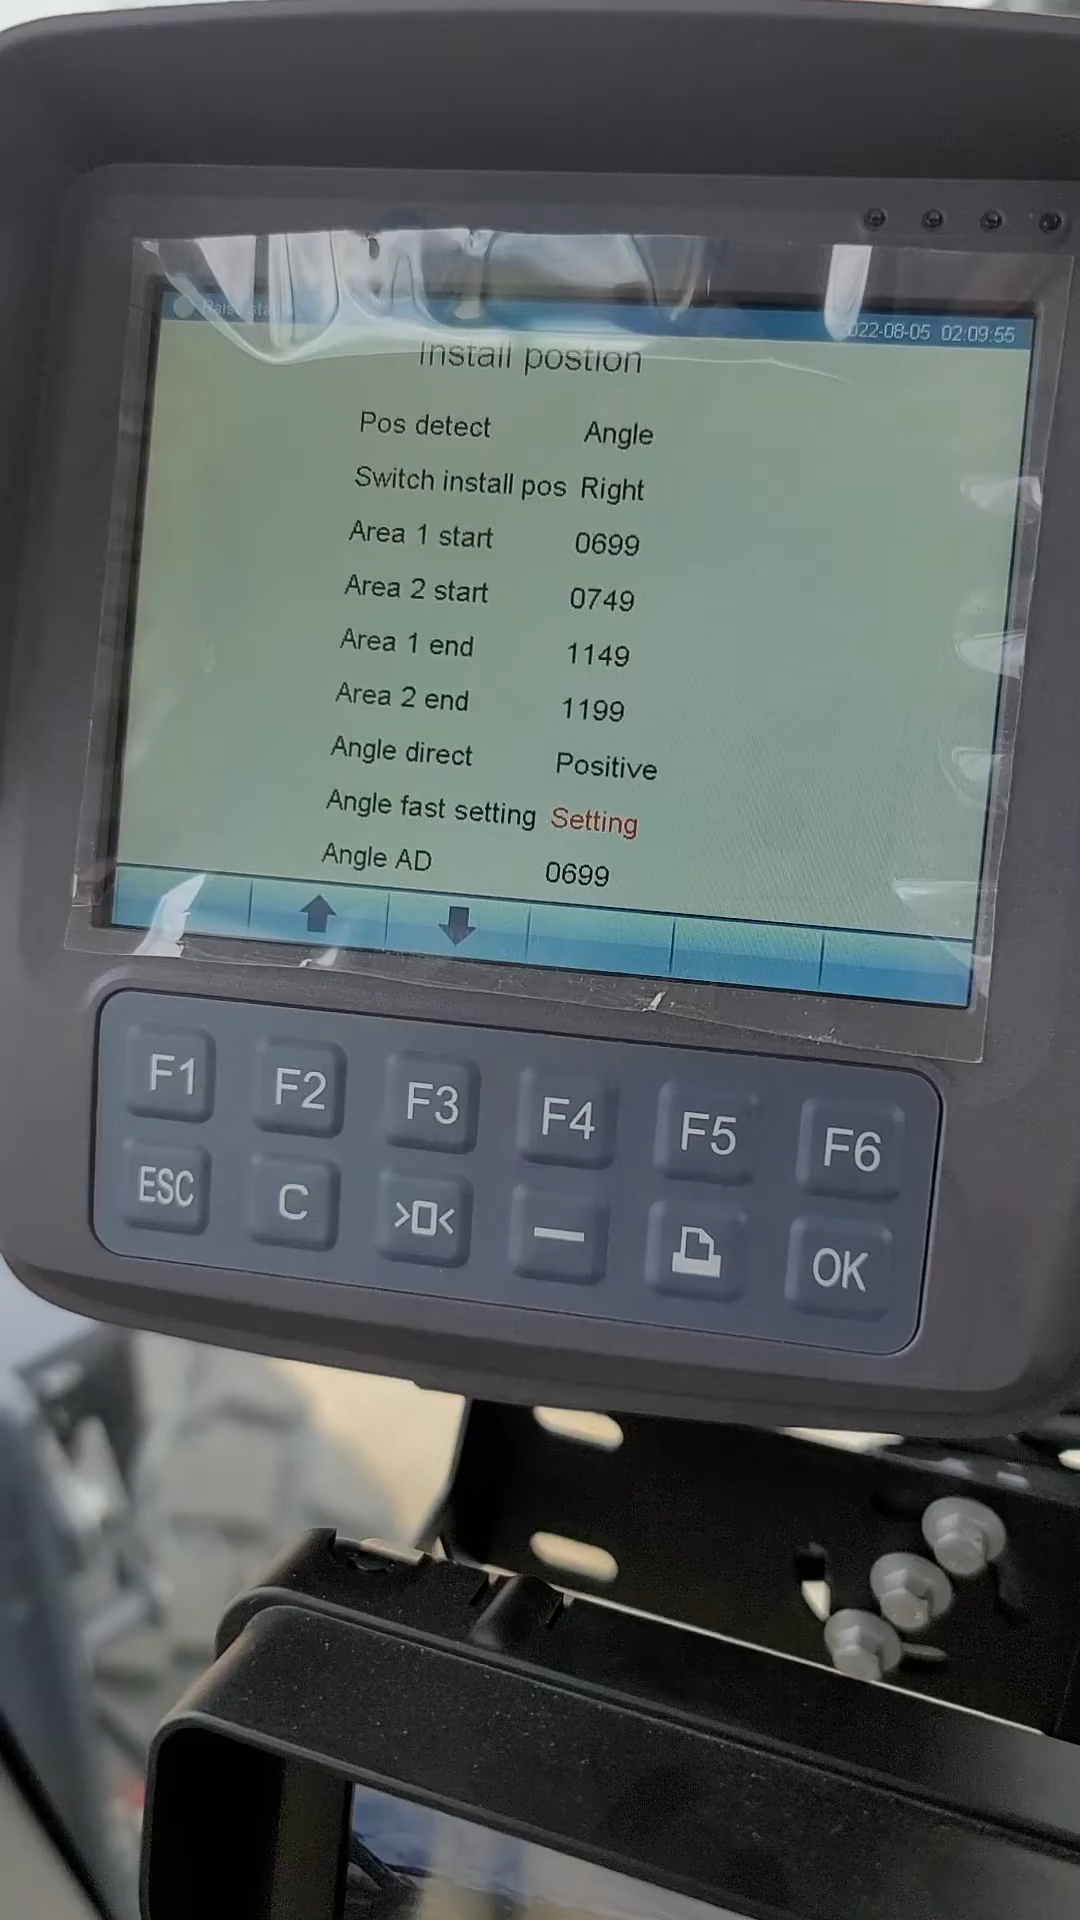 022-08-05 02:09:55
Install postion
Pos detect Angle
Switch install pos Right
Area 1 start 0699
Area 2 start 0749
Area 1 end 1149
Area 2 end 1199
Angle direct Positive
Angle fast setting Setting
Angle AD 0699
F1 F2 F3 F4 F5 F6
ESC C >0< — OK